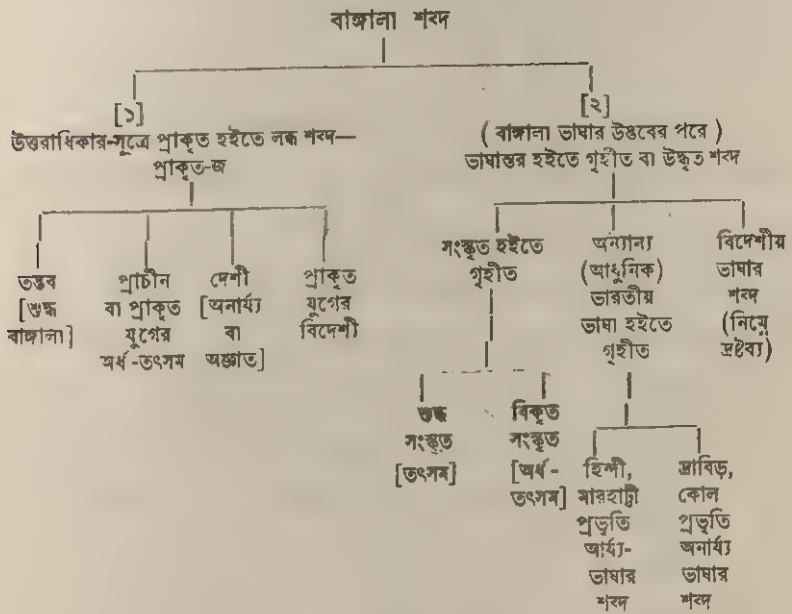 বাঙ্গালা শব্দ
[১]
উত্তরাধিকার-সূত্রে প্রাকৃত হইতে লব্ধ শব্দ—
প্রাকৃত-জ
[২]
( বাঙ্গালা ভাষার উদ্ভবের পরে )
ভাষান্তর হইতে গৃহীত বা উদ্ধৃত শব্দ
তদ্ভব
[শুদ্ধ
বাঙ্গালা]
প্রাচীন
বা প্রাকৃত
যুগের
অর্ধ-তৎসম
দেশী
[অনার্য্য
বা
অজ্ঞাত]
প্রাকৃত
যুগের
বিদেশী
সংস্কৃত হইতে
গৃহীত
অন্যান্য
(আধুনিক)
ভারতীয়
ভাষা হইতে
গৃহীত
বিদেশীয়
ভাষার
শব্দ
(নিম্নে
দ্রষ্টব্য)
শুদ্ধ
সংস্কৃত
[তৎসম]
বিকৃত
সংস্কৃত
[অর্ধ-
তৎসম]
হিন্দী,
মারহাট্টী
প্রভৃতি
আর্য্য-
ভাষার
শব্দ
দ্রাবিড়,
কোল
প্রভৃতি
অনার্য্য
ভাষার
শব্দ